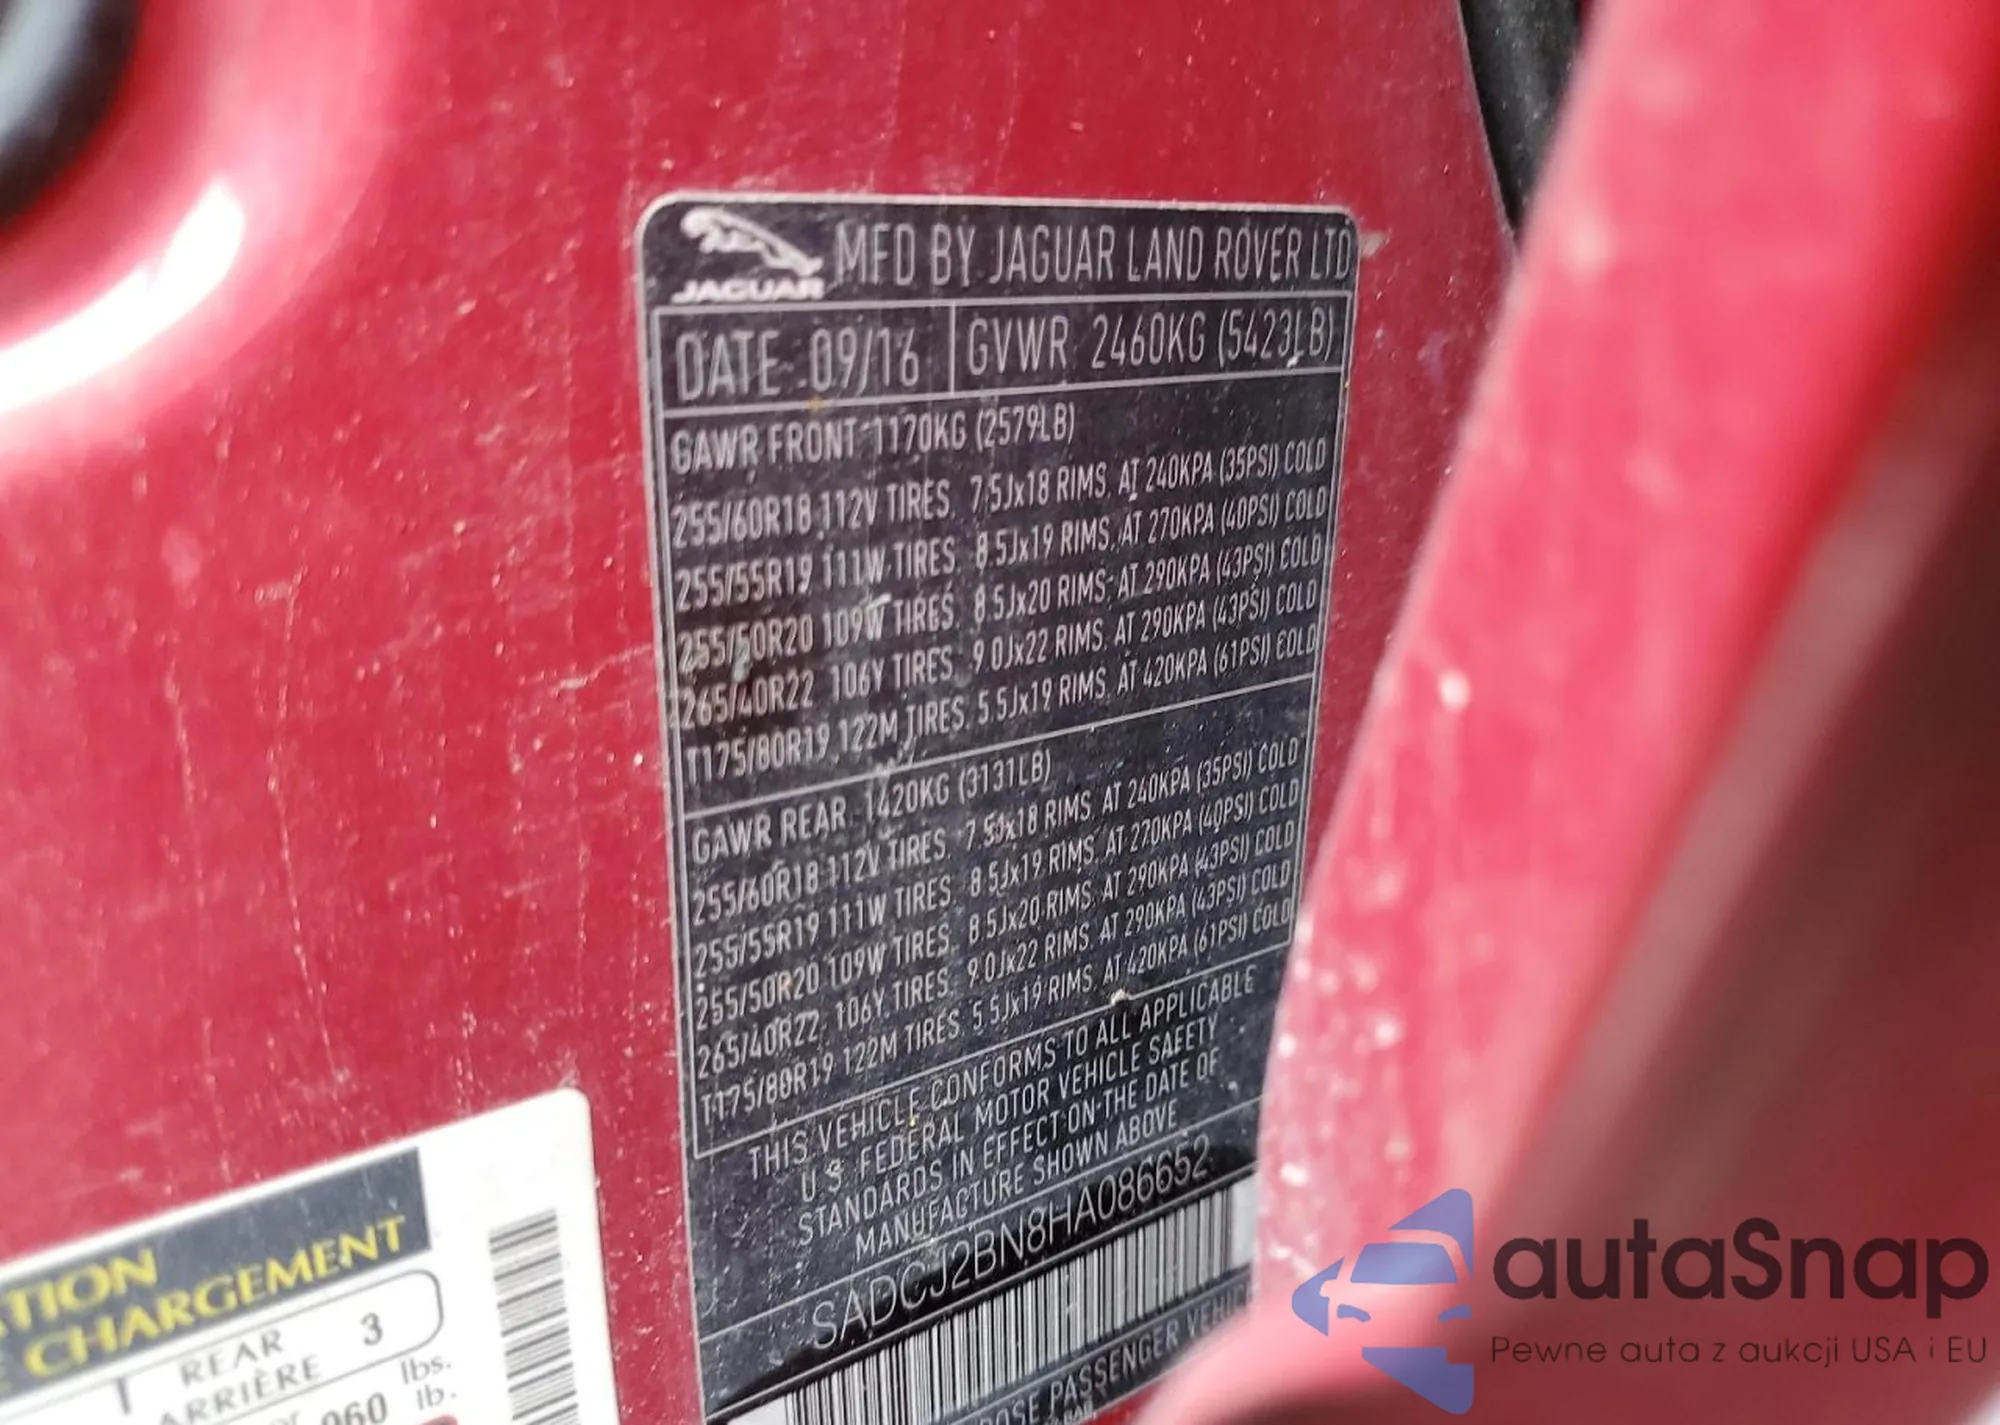 JAGUAR MFD BY JAGUAR LAND ROVER LTD
DATE 09/16 GVWR 2460KG (5423LB)
GAWR FRONT 1170KG (2579LB)
255/60R18 112V TIRES, 7.5Jx18 RIMS, AT 240KPA (35PSI) COLD
255/55R19 111W TIRES, 8.5Jx19 RIMS, AT 270KPA (40PSI) COLD
255/50R20 109W TIRES, 8.5Jx20 RIMS, AT 290KPA (43PSI) COLD
265/40R22 106Y TIRES, 9.0Jx22 RIMS, AT 290KPA (43PSI) COLD
T175/80R19 122M TIRES, 5.5Jx19 RIMS, AT 420KPA (61PSI) COLD
GAWR REAR 1420KG (3131LB)
255/60R18 112V TIRES, 7.5Jx18 RIMS, AT 240KPA (35PSI) COLD
255/55R19 111W TIRES, 8.5Jx19 RIMS, AT 270KPA (40PSI) COLD
255/50R20 109W TIRES, 8.5Jx20 RIMS, AT 290KPA (43PSI) COLD
265/40R22 106Y TIRES, 9.0Jx22 RIMS, AT 290KPA (43PSI) COLD
T175/80R19 122M TIRES, 5.5Jx19 RIMS, AT 420KPA (61PSI) COLD
THIS VEHICLE CONFORMS TO ALL APPLICABLE
U.S. FEDERAL MOTOR VEHICLE SAFETY
STANDARDS IN EFFECT ON THE DATE OF
MANUFACTURE SHOWN ABOVE
SADCJ2BN8HA086652
PASSENGER
CHARGEMENT
REAR 3
ARRIÈRE
lbs.
960 lb.
autaSnap
Pewne auta z aukcji USA i EU